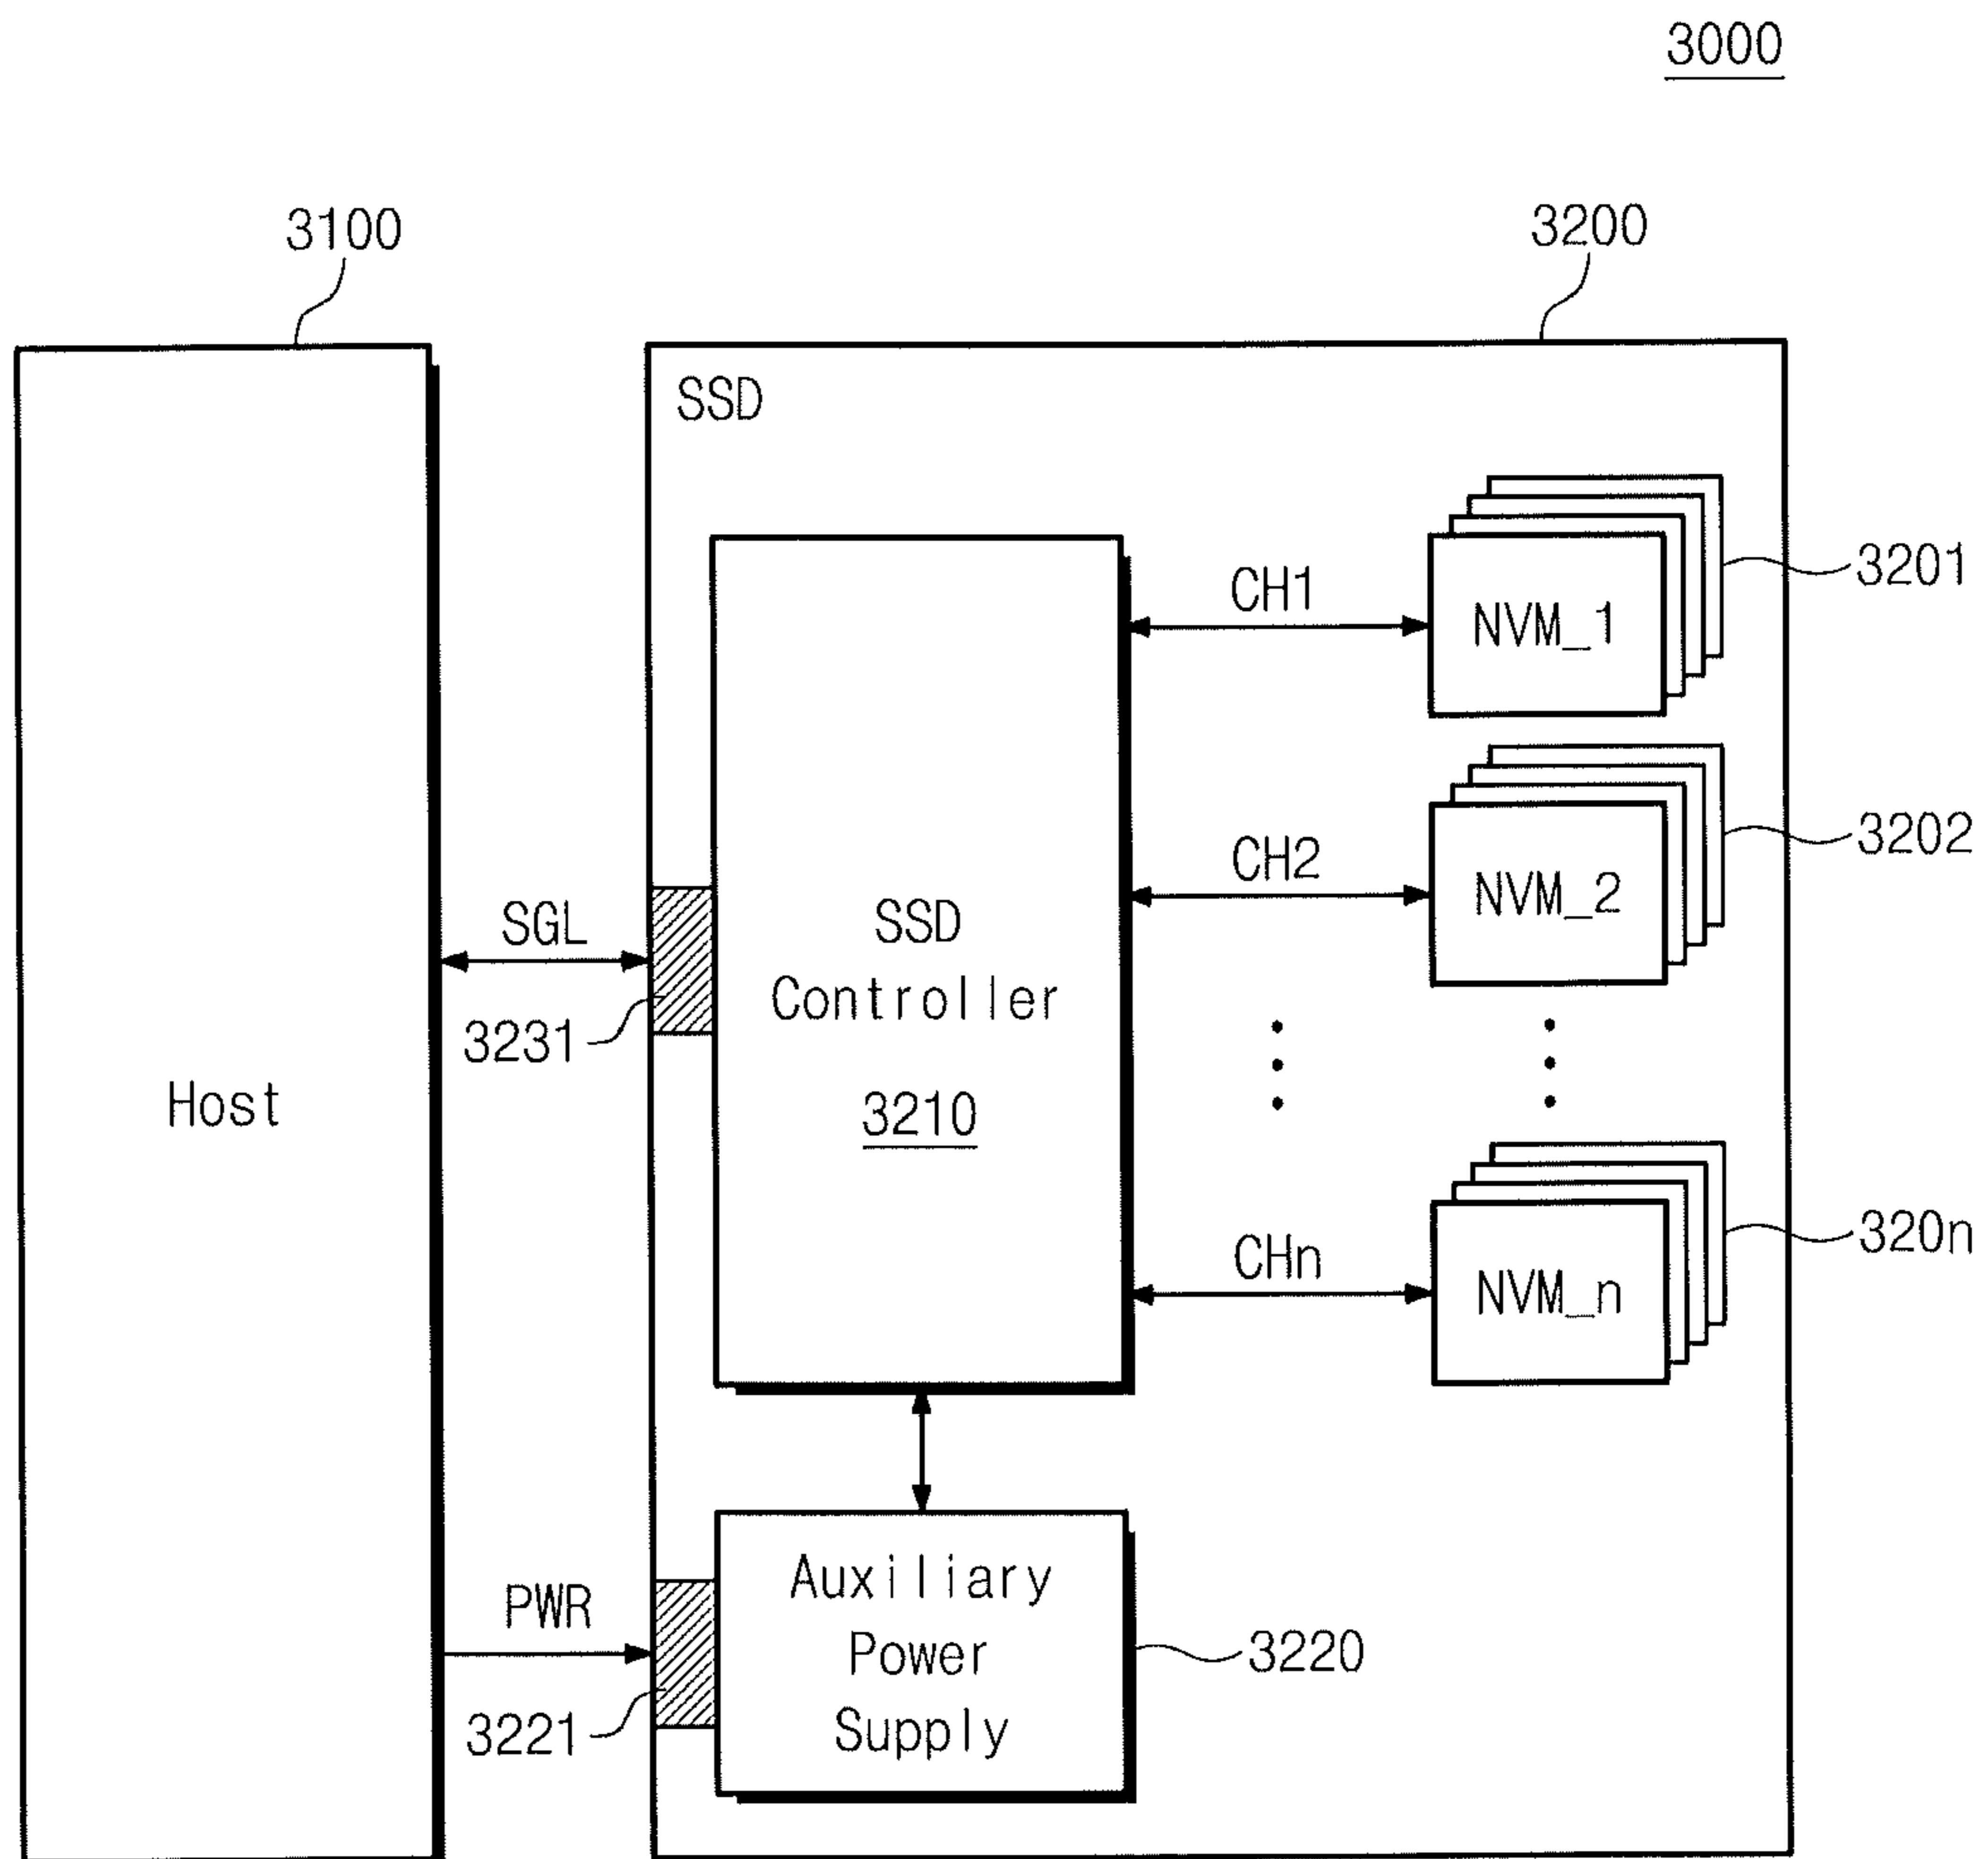 3000
3100
3200
SSD
CH1
NVM_1
3201
CH2
NVM_2
3202
SGL
3231
SSD
Controller
3210
Host
CHn
NVM_n
320n
PWR
3221
Auxiliary
Power
Supply
3220